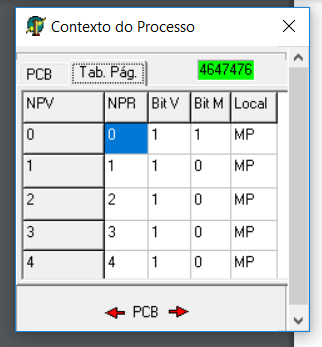 Contexto do Processo
PCB Tab. Pág. 4647476
NPV NPR Bit V Bit M Local
0 0 1 1 MP
1 1 1 0 MP
2 2 1 0 MP
3 3 1 0 MP
4 4 1 0 MP
PCB